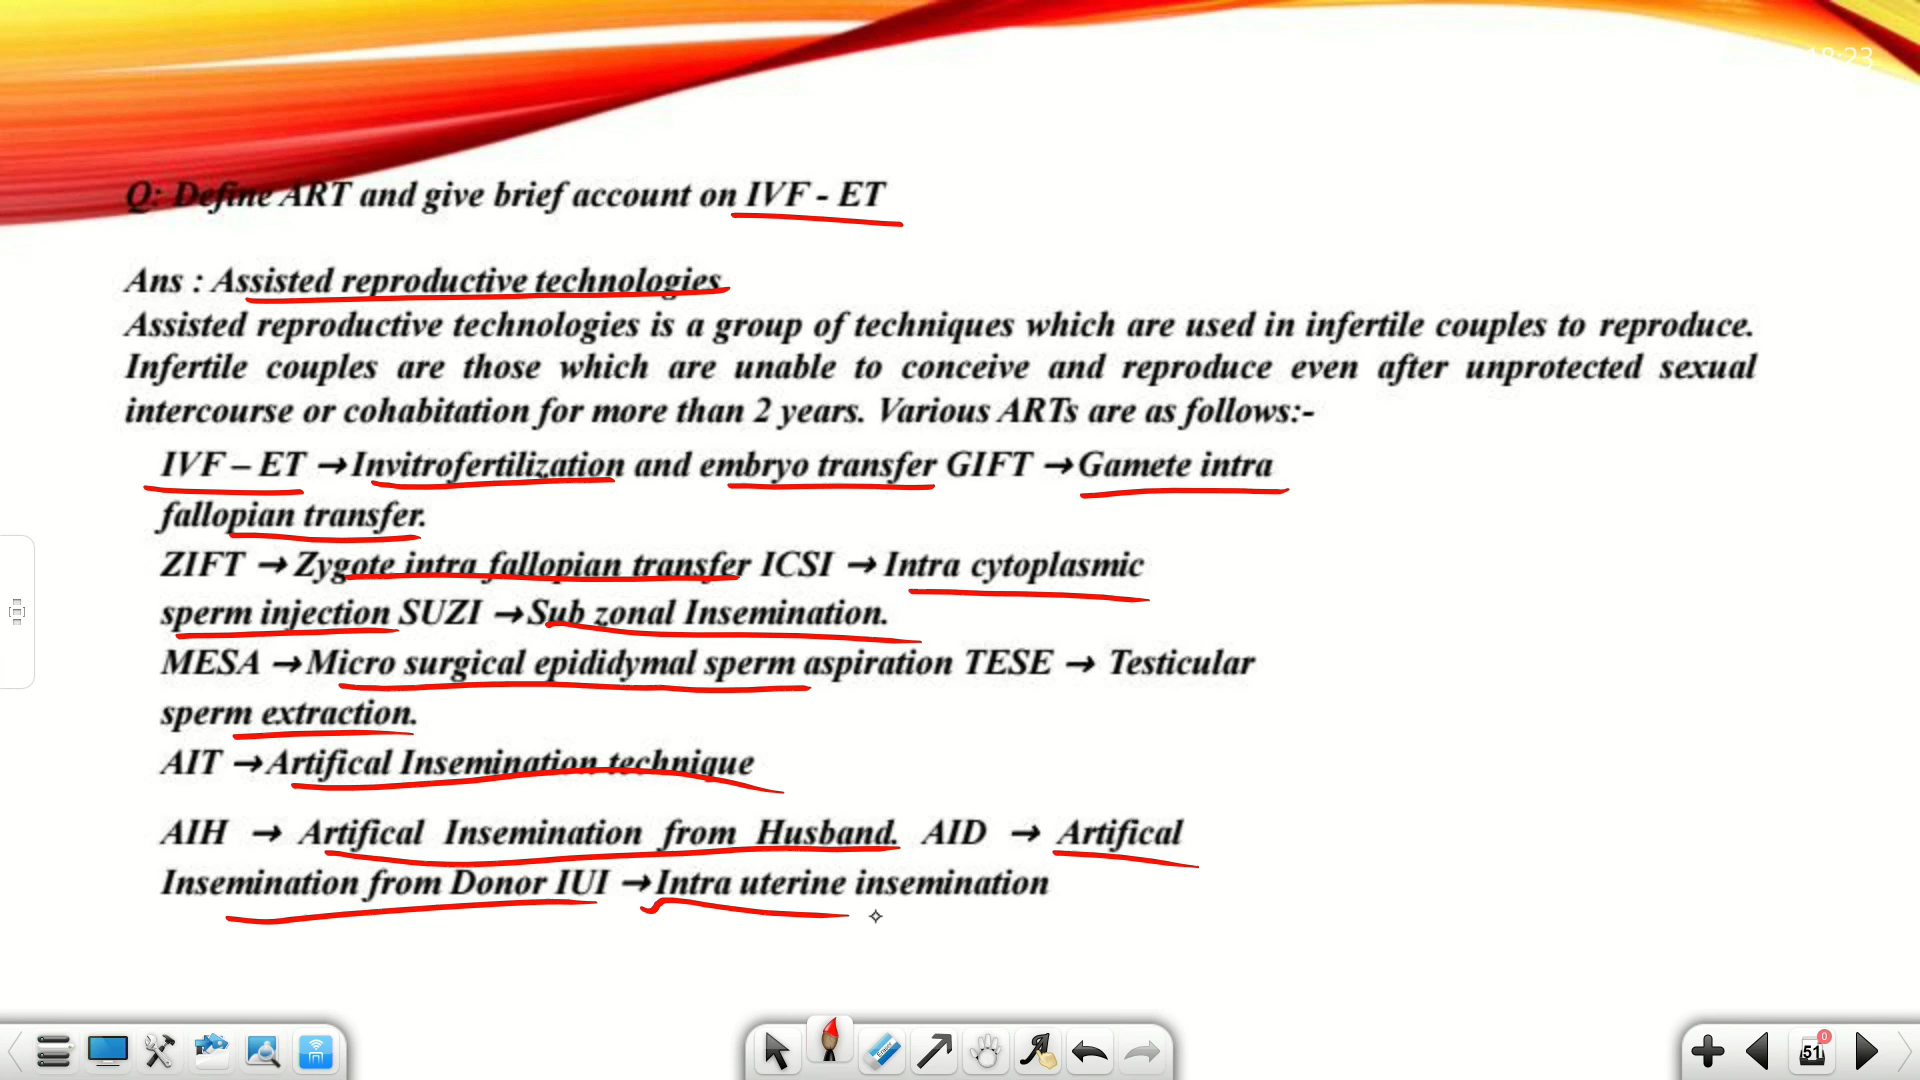 18:23
Q: Define ART and give brief account on IVF - ET
Ans : Assisted reproductive technologies
Assisted reproductive technologies is a group of techniques which are used in infertile couples to reproduce.
Infertile couples are those which are unable to conceive and reproduce even after unprotected sexual
intercourse or cohabitation for more than 2 years. Various ARTs are as follows:-
IVF – ET →Invitrofertilization and embryo transfer GIFT →Gamete intra
fallopian transfer.
ZIFT →Zygote intra fallopian transfer ICSI → Intra cytoplasmic
sperm injection SUZI →Sub zonal Insemination.
MESA →Micro surgical epididymal sperm aspiration TESE → Testicular
sperm extraction.
AIT →Artifical Insemination technique
AIH → Artifical Insemination from Husband. AID → Artifical
Insemination from Donor IUI →Intra uterine insemination
51
0